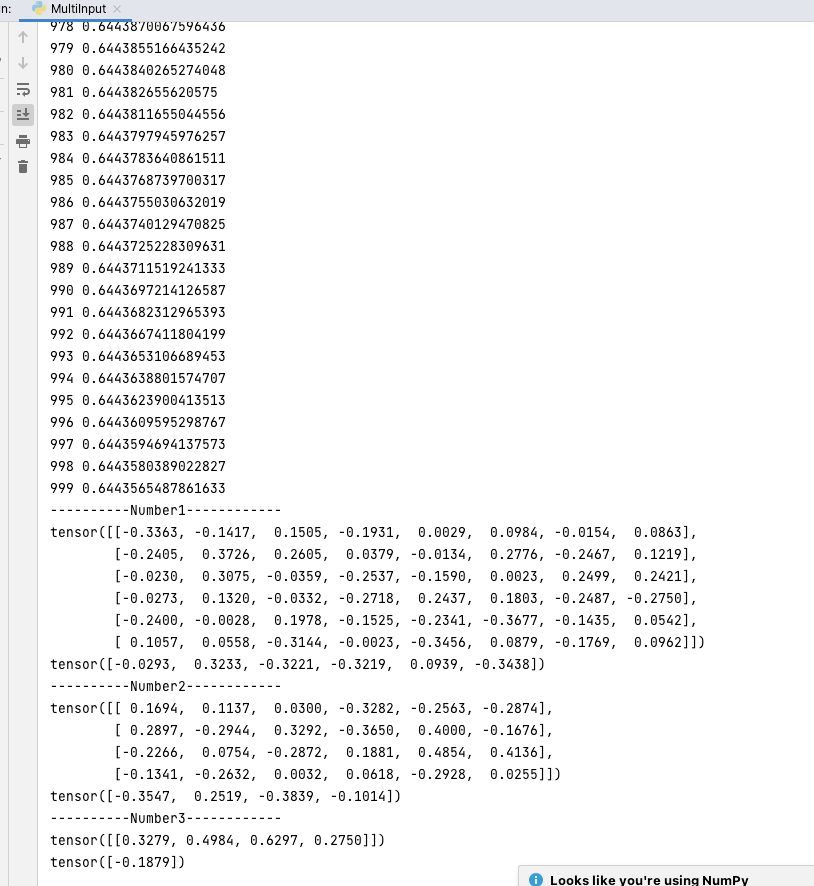 n: MultiInput
978 0.6443870067596436
979 0.6443855166435242
980 0.6443840265274048
981 0.644382655620575
982 0.6443811655044556
983 0.6443797945976257
984 0.6443783640861511
985 0.6443768739700317
986 0.6443755030632019
987 0.6443740129470825
988 0.6443725228309631
989 0.6443711519241333
990 0.6443697214126587
991 0.6443682312965393
992 0.6443667411804199
993 0.6443653106689453
994 0.6443638801574707
995 0.6443623900413513
996 0.6443609595298767
997 0.6443594694137573
998 0.6443580389022827
999 0.6443565487861633
----------Number1------------
tensor([[-0.3363, -0.1417,  0.1505, -0.1931,  0.0029,  0.0984, -0.0154,  0.0863],
        [-0.2405,  0.3726,  0.2605,  0.0379, -0.0134,  0.2776, -0.2467,  0.1219],
        [-0.0230,  0.3075, -0.0359, -0.2537, -0.1590,  0.0023,  0.2499,  0.2421],
        [-0.0273,  0.1320, -0.0332, -0.2718,  0.2437,  0.1803, -0.2487, -0.2750],
        [-0.2400, -0.0028,  0.1978, -0.1525, -0.2341, -0.3677, -0.1435,  0.0542],
        [ 0.1057,  0.0558, -0.3144, -0.0023, -0.3456,  0.0879, -0.1769,  0.0962]])
tensor([-0.0293,  0.3233, -0.3221, -0.3219,  0.0939, -0.3438])
----------Number2------------
tensor([[ 0.1694,  0.1137,  0.0300, -0.3282, -0.2563, -0.2874],
        [ 0.2897, -0.2944,  0.3292, -0.3650,  0.4000, -0.1676],
        [-0.2266,  0.0754, -0.2872,  0.1881,  0.4854,  0.4136],
        [-0.1341, -0.2632,  0.0032,  0.0618, -0.2928,  0.0255]])
tensor([-0.3547,  0.2519, -0.3839, -0.1014])
----------Number3------------
tensor([[0.3279, 0.4984, 0.6297, 0.2750]])
tensor([-0.1879])
Looks like you're using NumPy